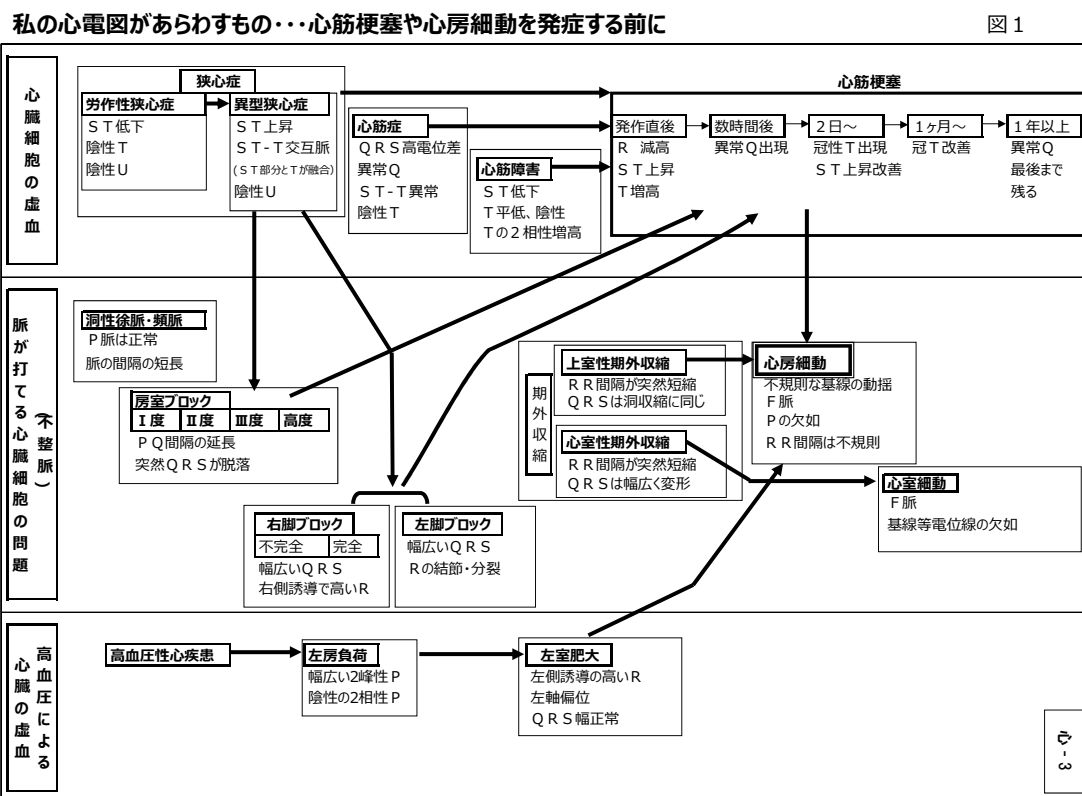 私の心電図があらわすもの・・・心筋梗塞や心房細動を発症する前に
図１
心臓細胞の虚血
狭心症
労作性狭心症
ＳＴ低下
陰性Ｔ
陰性Ｕ
異型狭心症
ＳＴ上昇
ＳＴ-Ｔ交互脈
(ＳＴ部分とＴが融合)
陰性Ｕ
心筋症
ＱＲＳ高電位差
異常Ｑ
ＳＴ-Ｔ異常
陰性Ｔ
心筋障害
ＳＴ低下
Ｔ平低、陰性
Ｔの２相性増高
心筋梗塞
発作直後
Ｒ 減高
ＳＴ上昇
Ｔ増高
数時間後
異常Ｑ出現
２日～
冠性Ｔ出現
ＳＴ上昇改善
１ヶ月～
冠Ｔ改善
１年以上
異常Ｑ
最後まで
残る
脈が打てる心臓細胞の問題
（不整脈）
洞性徐脈・頻脈
Ｐ脈は正常
脈の間隔の短長
房室ブロック
Ⅰ度 Ⅱ度 Ⅲ度 高度
ＰＱ間隔の延長
突然ＱＲＳが脱落
右脚ブロック
不完全 完全
幅広いＱＲＳ
右側誘導で高いＲ
左脚ブロック
幅広いＱＲＳ
Ｒの結節・分裂
期外収縮
上室性期外収縮
ＲＲ間隔が突然短縮
ＱＲＳは洞収縮に同じ
心室性期外収縮
ＲＲ間隔が突然短縮
ＱＲＳは幅広く変形
心房細動
不規則な基線の動揺
Ｆ脈
Ｐの欠如
ＲＲ間隔は不規則
心室細動
Ｆ脈
基線等電位線の欠如
高血圧による
心臓の虚血
高血圧性心疾患
左房負荷
幅広い2峰性Ｐ
陰性の2相性Ｐ
左室肥大
左側誘導の高いＲ
左軸偏位
ＱＲＳ幅正常
心-３